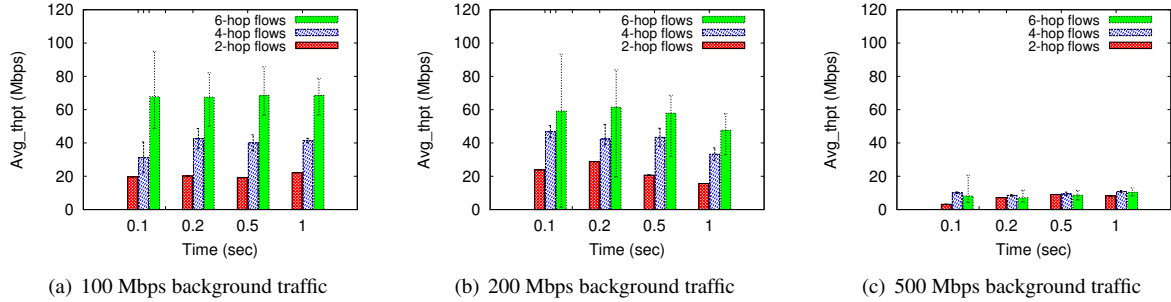 120
100
80
60
40
20
0
Avg_thpt (Mbps)
6-hop flows
4-hop flows
2-hop flows
0.1 0.2 0.5 1
Time (sec)
(a) 100 Mbps background traffic
120
100
80
60
40
20
0
Avg_thpt (Mbps)
6-hop flows
4-hop flows
2-hop flows
0.1 0.2 0.5 1
Time (sec)
(b) 200 Mbps background traffic
120
100
80
60
40
20
0
Avg_thpt (Mbps)
6-hop flows
4-hop flows
2-hop flows
0.1 0.2 0.5 1
Time (sec)
(c) 500 Mbps background traffic